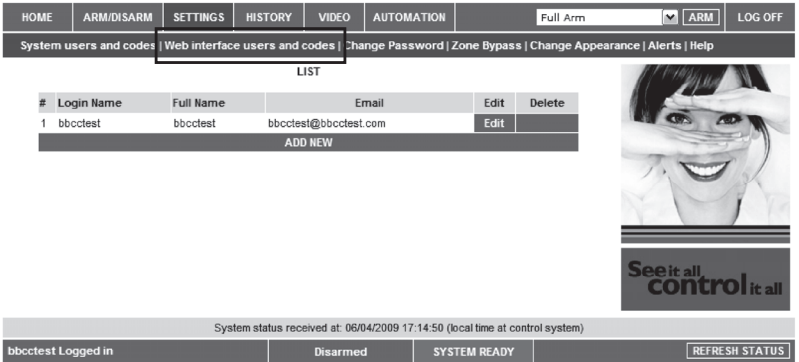 HOME ARM/DISARM SETTINGS HISTORY VIDEO AUTOMATION Full Arm ARM LOG OFF
System users and codes | Web interface users and codes | Change Password | Zone Bypass | Change Appearance | Alerts | Help
LIST
# Login Name Full Name Email Edit Delete
1 bbcctest bbcctest bbcctest@bbcctest.com Edit
ADD NEW
See it all
control it all
System status received at: 06/04/2009 17:14:50 (local time at control system)
bbcctest Logged in Disarmed SYSTEM READY REFRESH STATUS